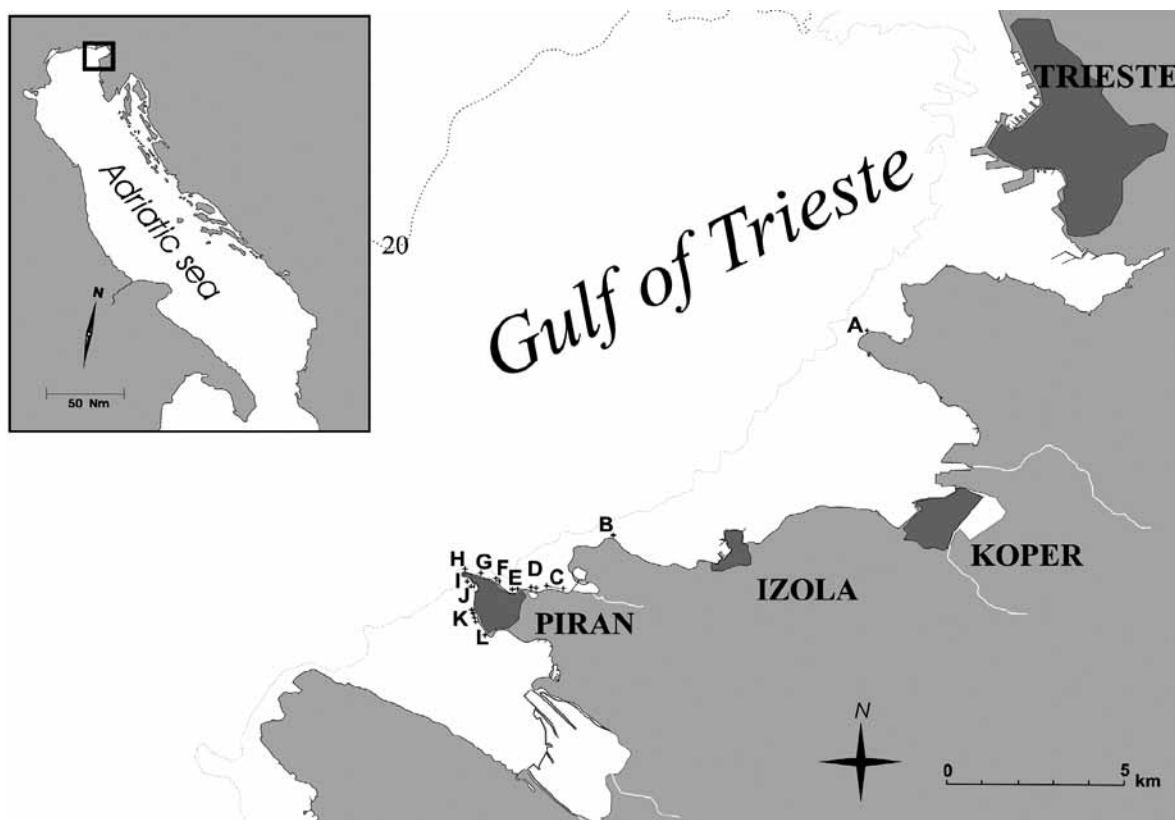 Adriatic sea
N
50 Nm
TRIESTE
20
Gulf of Trieste
A
B
KOPER
IZOLA
H
G
F
E
D
C
I
J
K
L
PIRAN
N
0
5
km